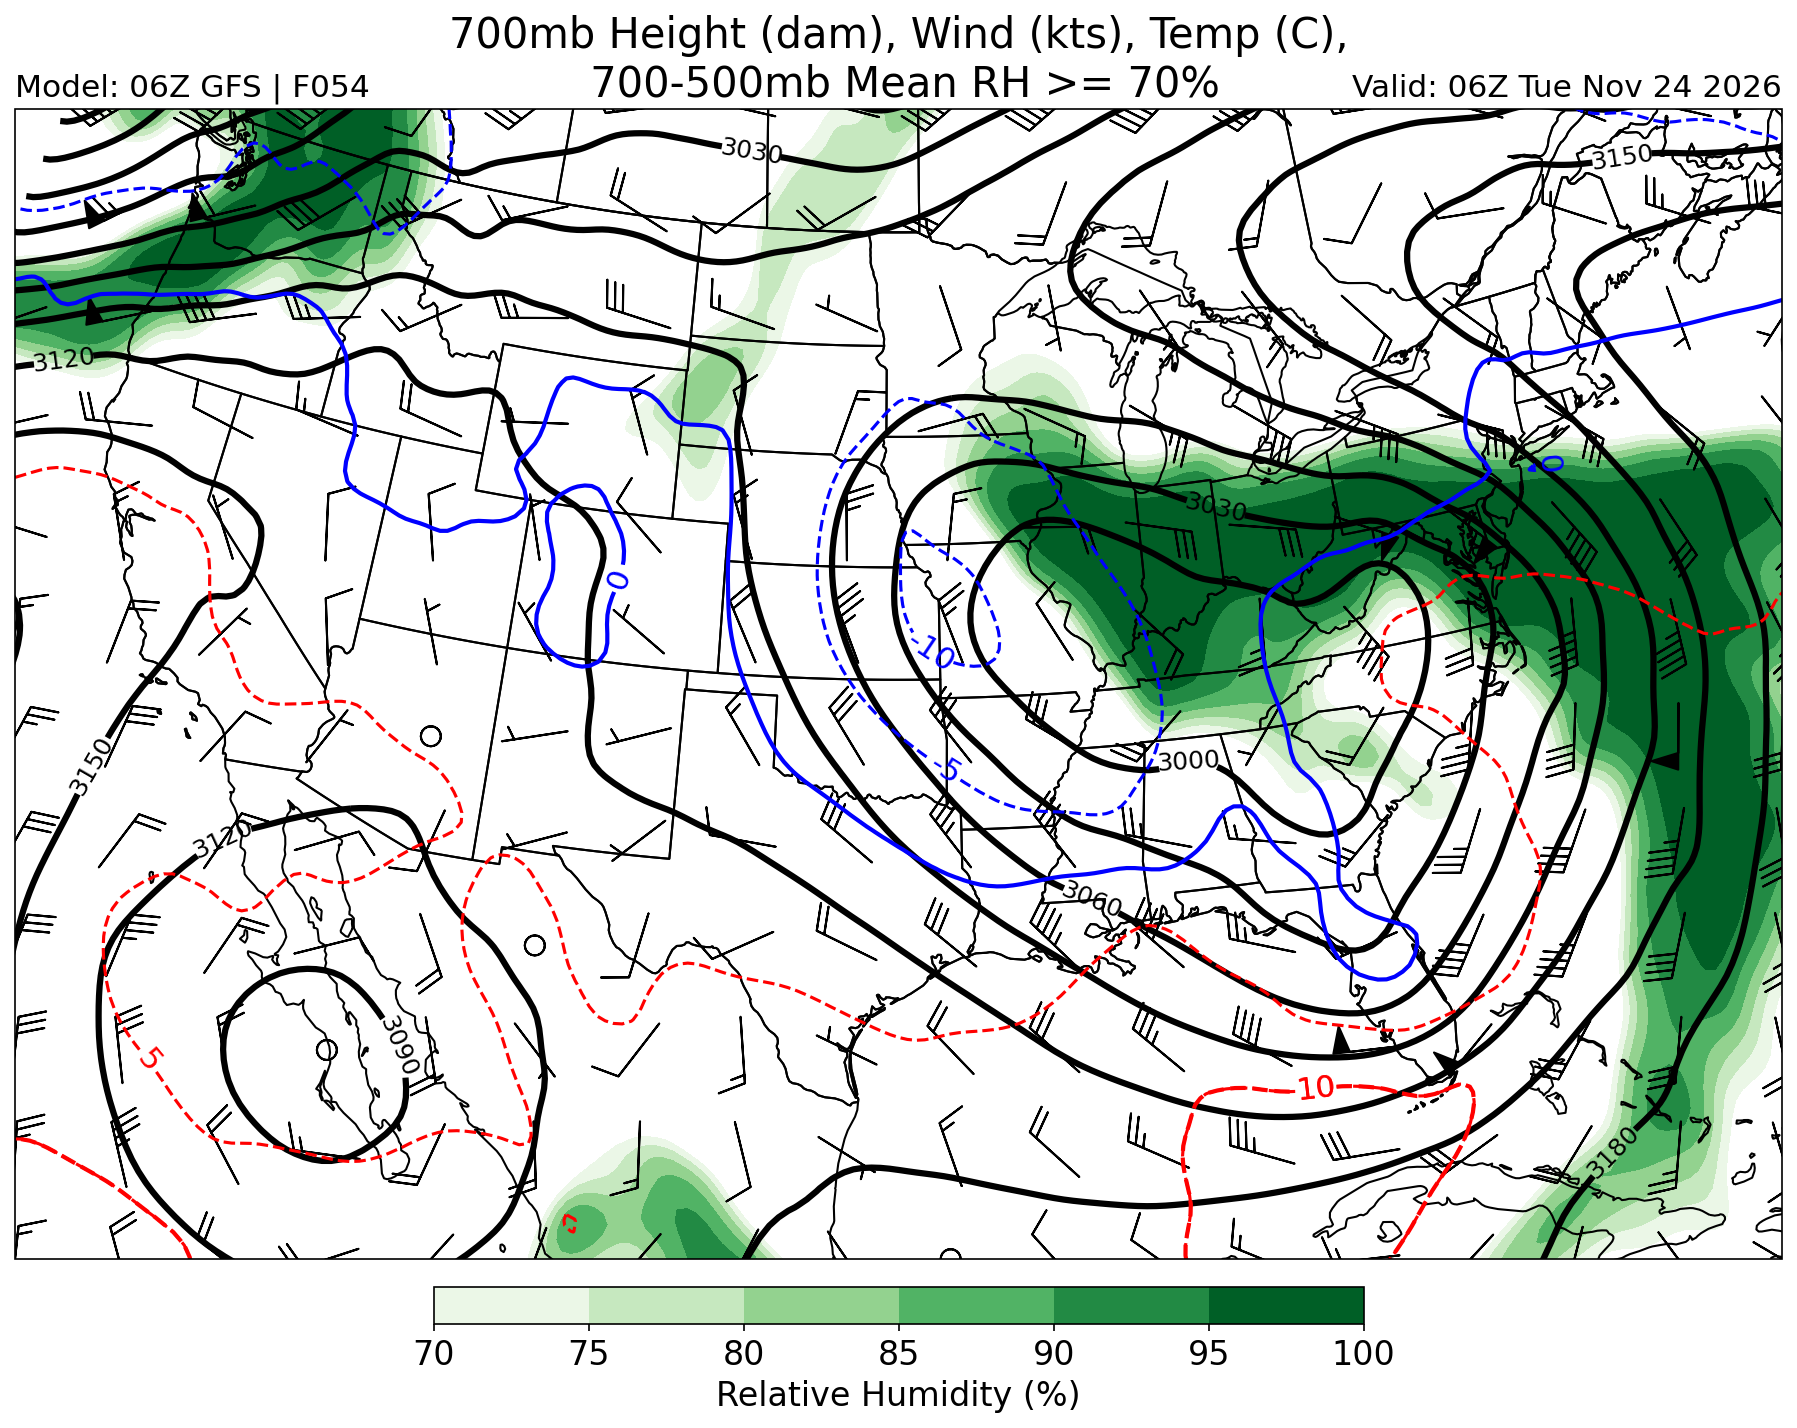 700mb Height (dam), Wind (kts), Temp (C),
700-500mb Mean RH >= 70%
Model: 06Z GFS | F054
Valid: 06Z Tue Nov 24 2026
3030
3150
3120
0
3030
0
-10
3000
-5
3150
3120
3060
3090
5
10
3180
5
70 75 80 85 90 95 100
Relative Humidity (%)